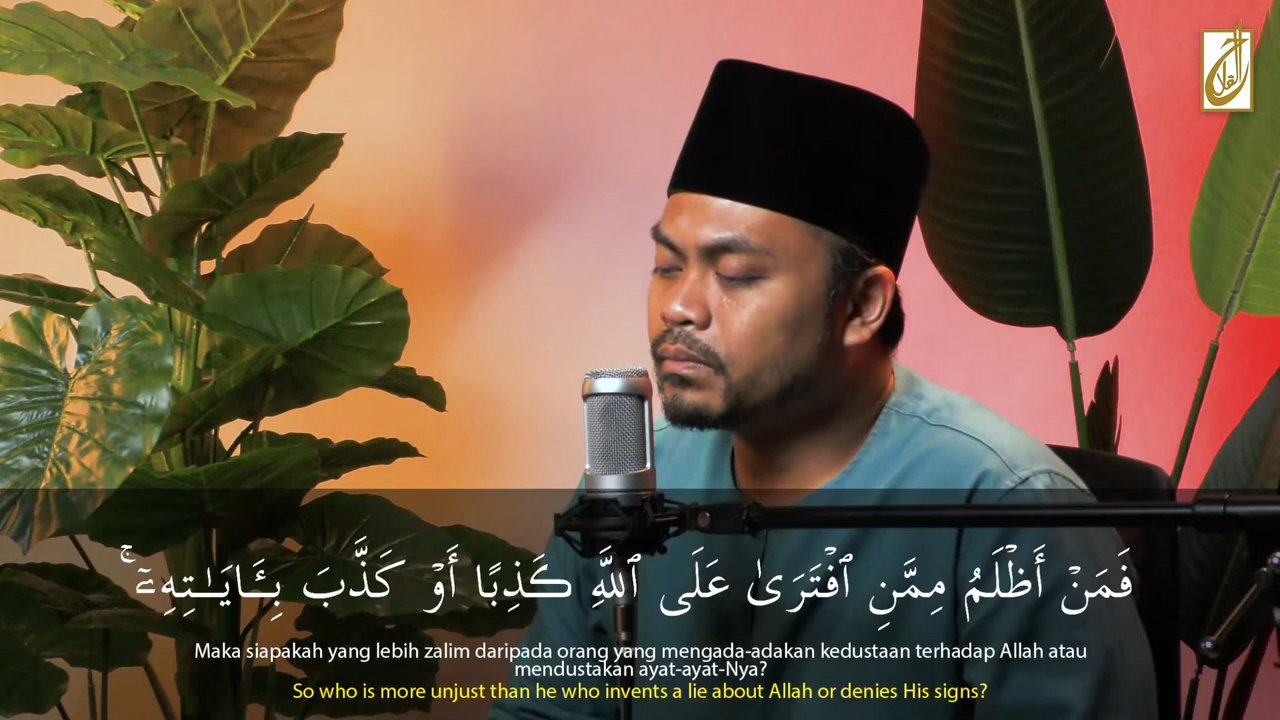 الفلاح
فَمَنْ أَظْلَمُ مِمَّنِ ٱفْتَرَىٰ عَلَى ٱللَّهِ كَذِبًا أَوْ كَذَّبَ بِـَٔايَـٰتِهِۦٓ ۚ
Maka siapakah yang lebih zalim daripada orang yang mengada-adakan kedustaan terhadap Allah atau
mendustakan ayat-ayat-Nya?
So who is more unjust than he who invents a lie about Allah or denies His signs?